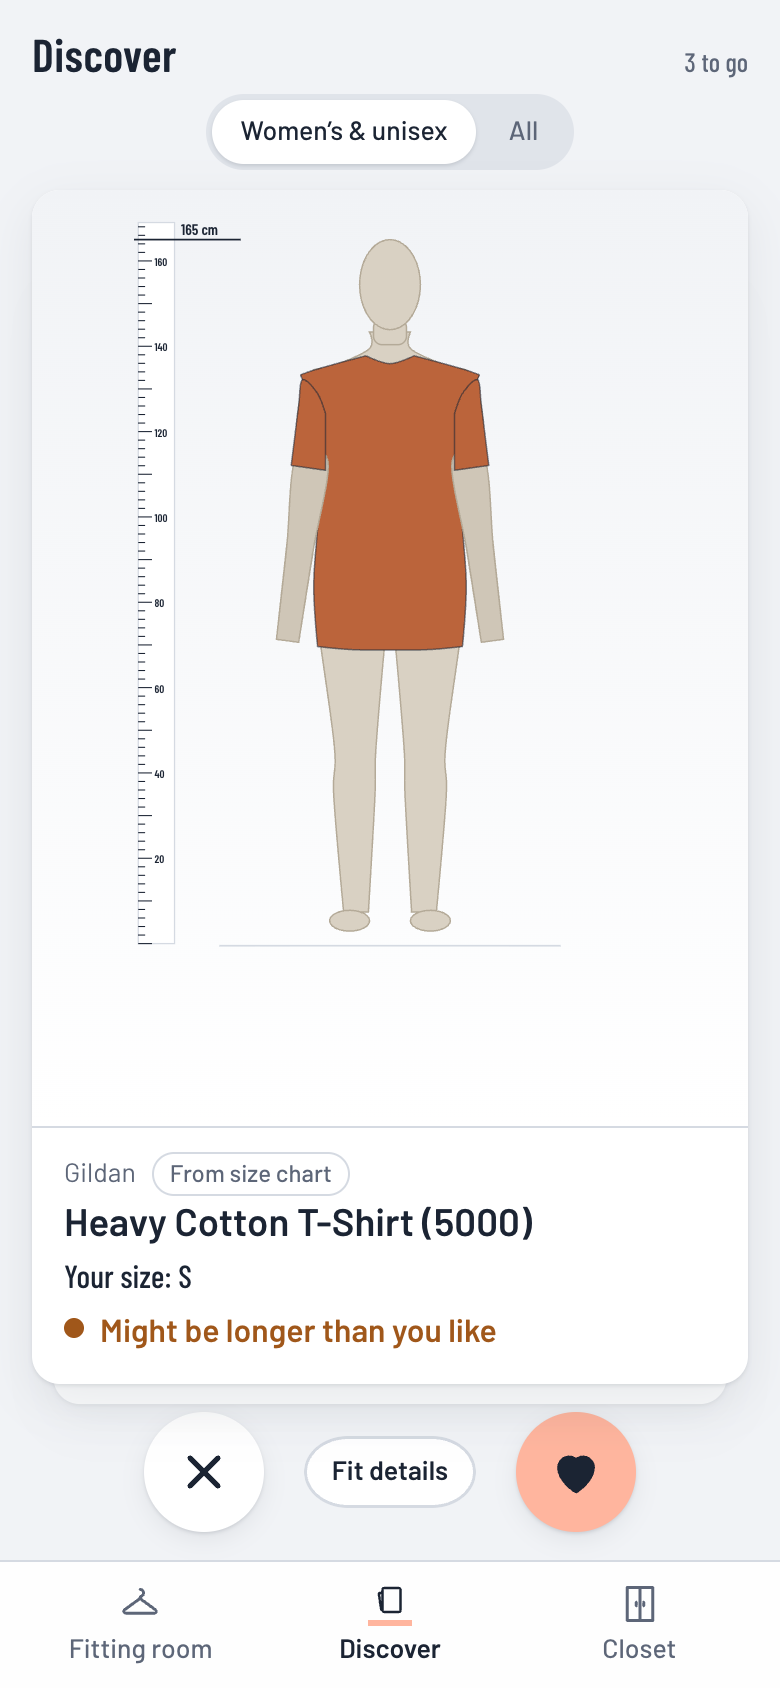 Discover
3 to go
Women's & unisex
All
165 cm
160
140
120
100
80
60
40
20
Gildan
From size chart
Heavy Cotton T-Shirt (5000)
Your size: S
Might be longer than you like
Fit details
Fitting room
Discover
Closet